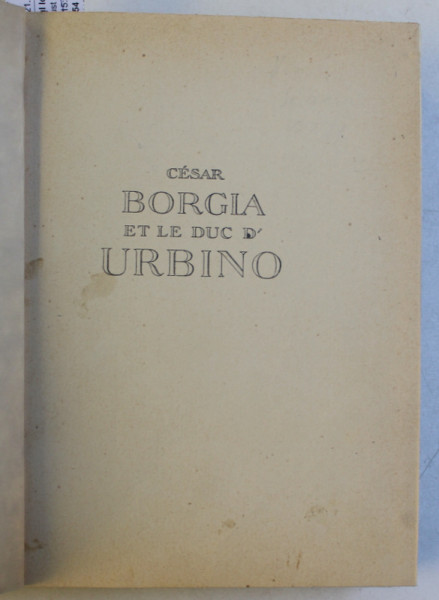 CÉSAR
BORGIA
ET LE DUC D'
URBINO